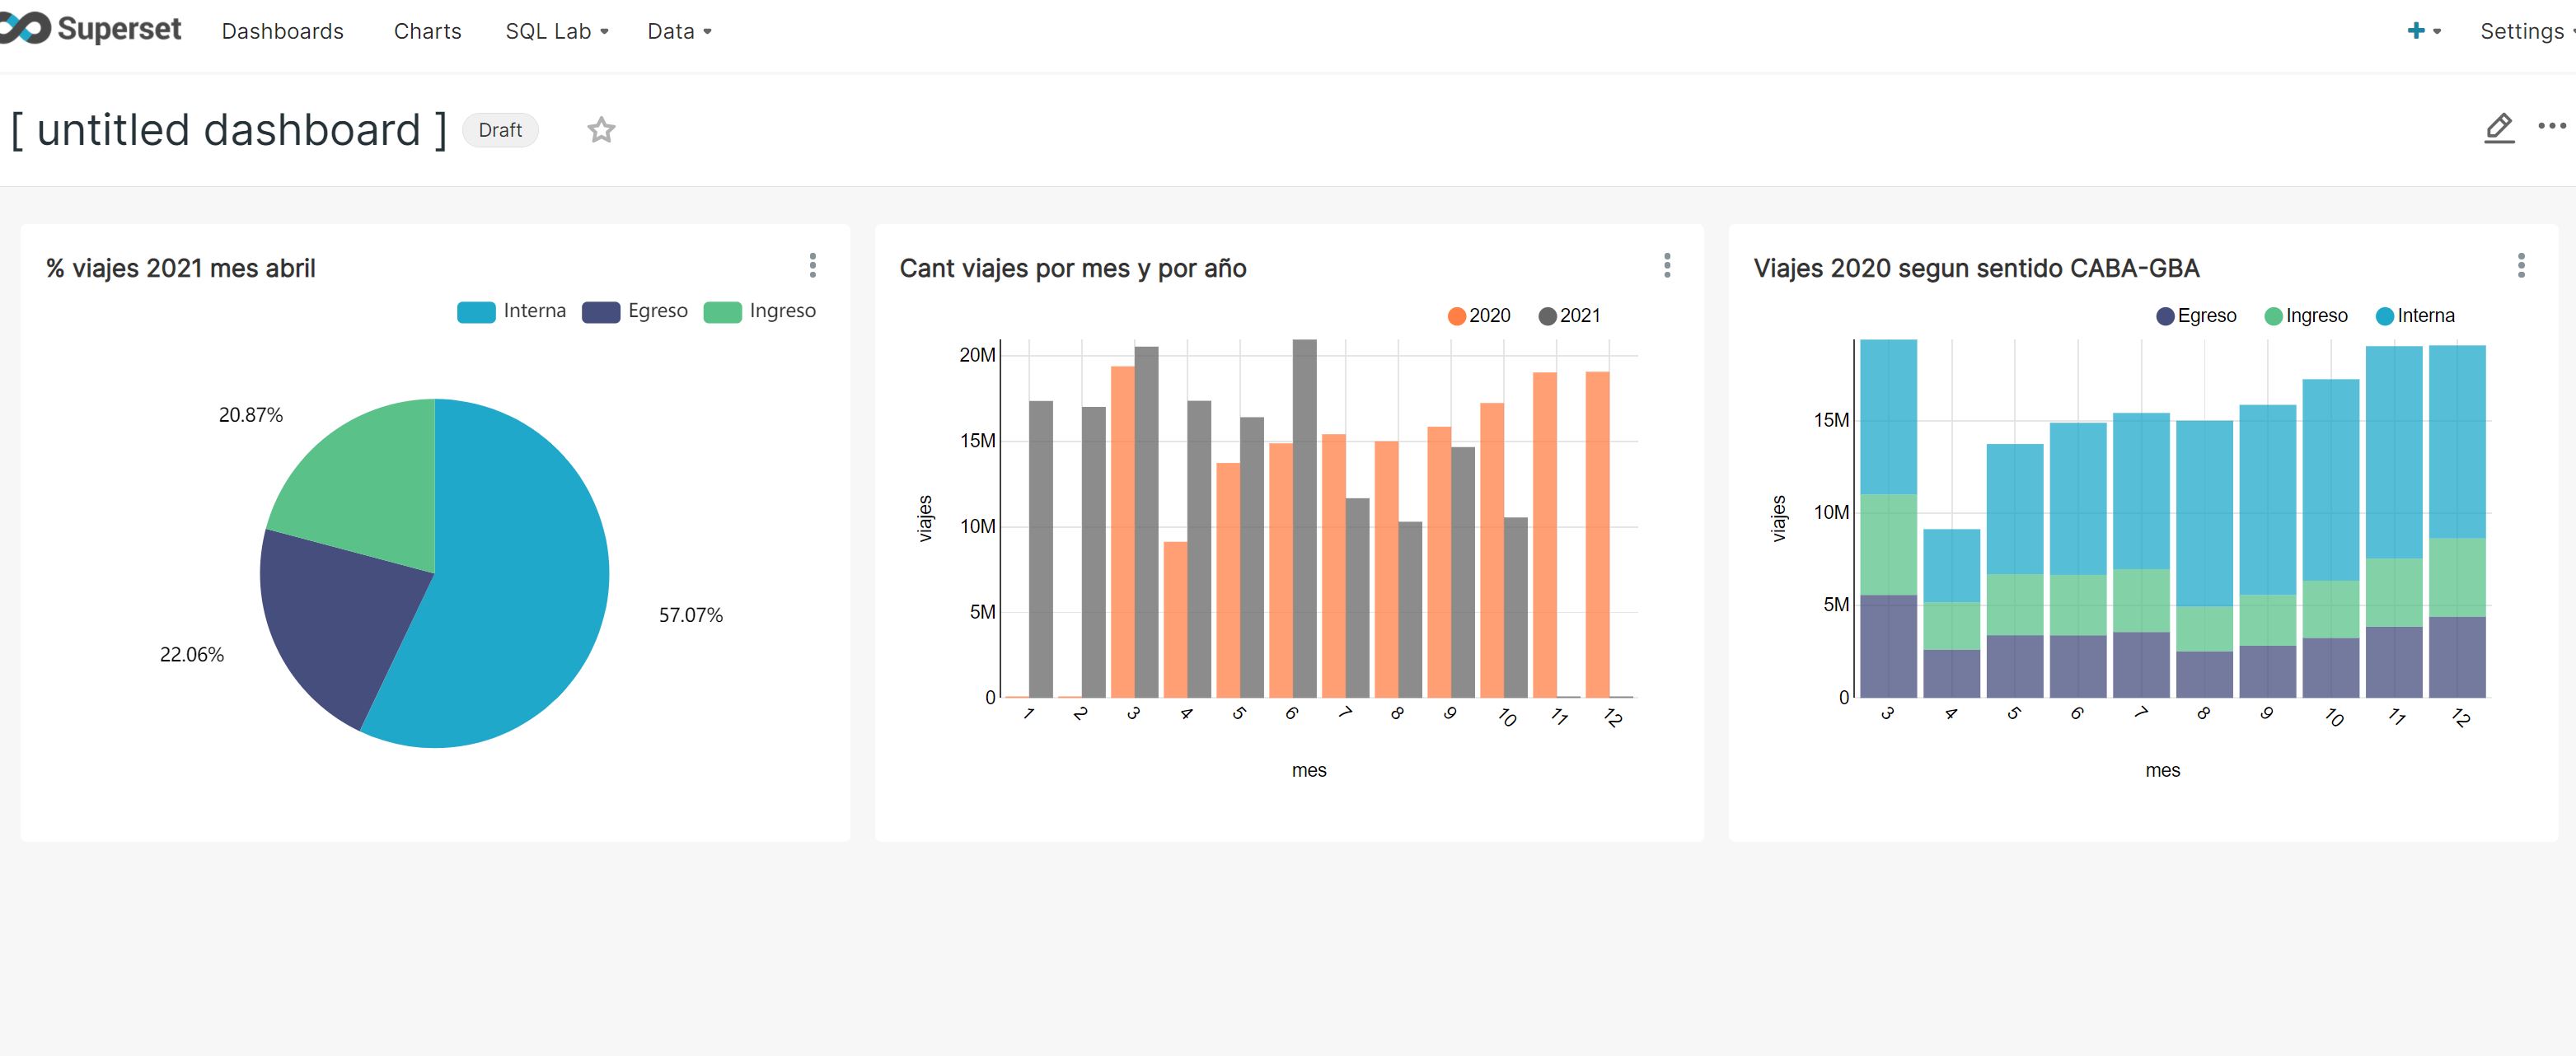 Superset Dashboards Charts SQL Lab Data Settings
[ untitled dashboard ] Draft
% viajes 2021 mes abril
Interna Egreso Ingreso
20.87%
57.07%
22.06%
Cant viajes por mes y por año
2020 2021
20M
15M
10M
5M
0
viajes
1 2 3 4 5 6 7 8 9 10 11 12
mes
Viajes 2020 segun sentido CABA-GBA
Egreso Ingreso Interna
15M
10M
5M
0
viajes
3 4 5 6 7 8 9 10 11 12
mes